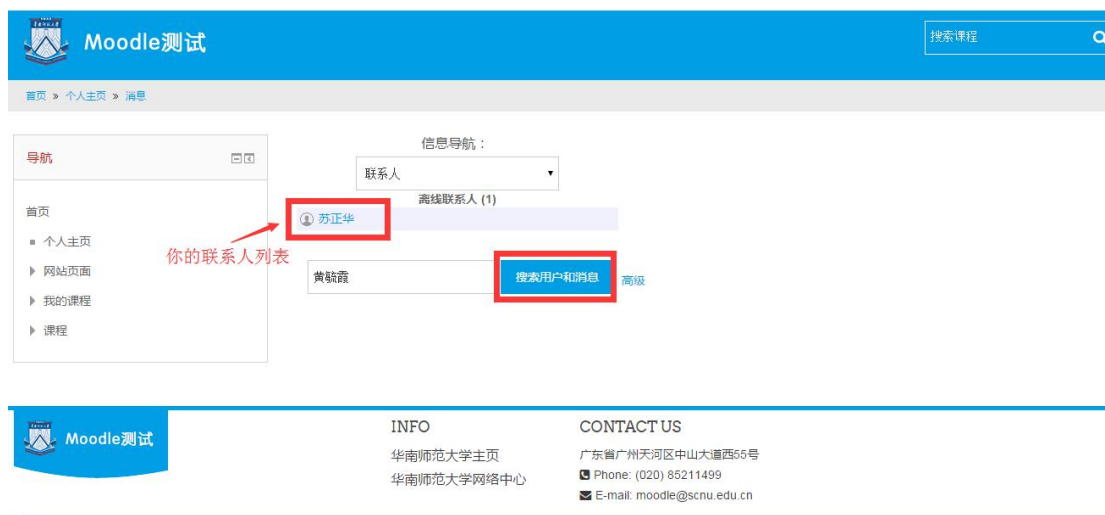 Moodle测试
搜索课程
首页 » 个人主页 » 消息
导航
首页
个人主页
网站页面
我的课程
课程
信息导航：
联系人
离线联系人 (1)
苏正华
你的联系人列表
黄毓霞
搜索用户和消息
高级
Moodle测试
INFO
华南师范大学主页
华南师范大学网络中心
CONTACT US
广东省广州天河区中山大道西55号
Phone: (020) 85211499
E-mail: moodle@scnu.edu.cn